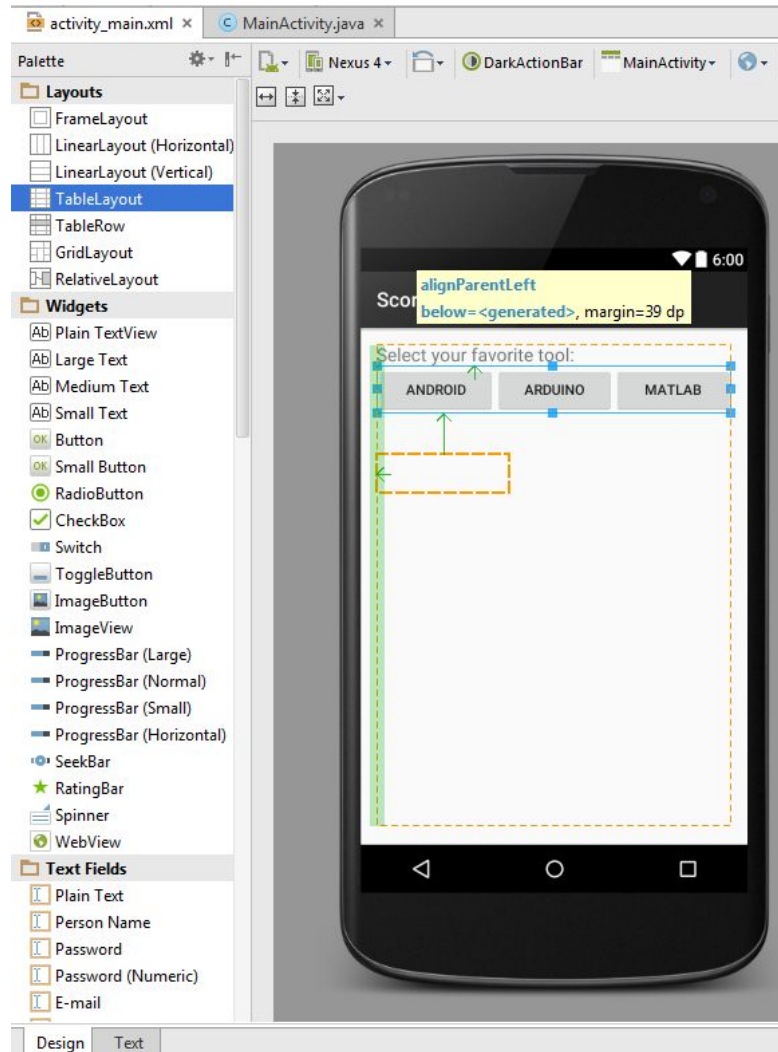 activity_main.xml × MainActivity.java ×
Palette
Nexus 4 DarkActionBar MainActivity
Layouts
FrameLayout
LinearLayout (Horizontal)
LinearLayout (Vertical)
TableLayout
TableRow
GridLayout
RelativeLayout
Widgets
Plain TextView
Large Text
Medium Text
Small Text
Button
Small Button
RadioButton
CheckBox
Switch
ToggleButton
ImageButton
ImageView
ProgressBar (Large)
ProgressBar (Normal)
ProgressBar (Small)
ProgressBar (Horizontal)
SeekBar
RatingBar
Spinner
WebView
Text Fields
Plain Text
Person Name
Password
Password (Numeric)
E-mail
Design Text
6:00
alignParentLeft
below=<generated>, margin=39 dp
Select your favorite tool:
ANDROID ARDUINO MATLAB